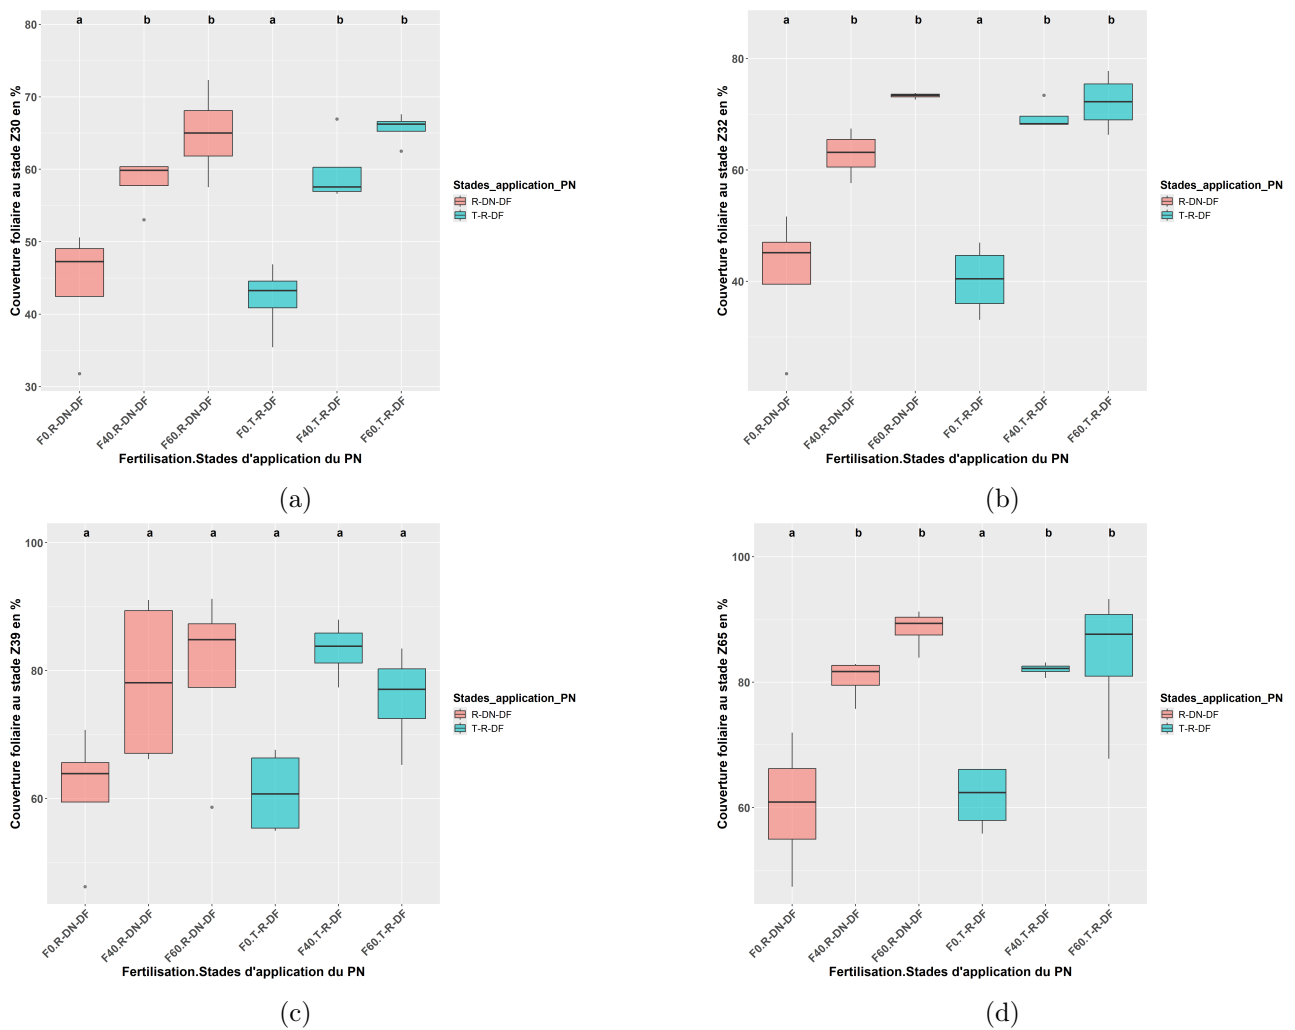 a b b a b b
80
70
60
50
40
30
Couverture foliaire au stade Z30 en %
F0.R-DN-DF
F40.R-DN-DF
F60.R-DN-DF
F0.T-R-DF
F40.T-R-DF
F60.T-R-DF
Fertilisation.Stades d'application du PN
Stades_application_PN
R-DN-DF
T-R-DF
(a)
a b b a b b
80
60
40
Couverture foliaire au stade Z32 en %
F0.R-DN-DF
F40.R-DN-DF
F60.R-DN-DF
F0.T-R-DF
F40.T-R-DF
F60.T-R-DF
Fertilisation.Stades d'application du PN
Stades_application_PN
R-DN-DF
T-R-DF
(b)
a a a a a a
100
80
60
Couverture foliaire au stade Z39 en %
F0.R-DN-DF
F40.R-DN-DF
F60.R-DN-DF
F0.T-R-DF
F40.T-R-DF
F60.T-R-DF
Fertilisation.Stades d'application du PN
Stades_application_PN
R-DN-DF
T-R-DF
(c)
a b b a b b
100
80
60
Couverture foliaire au stade Z65 en %
F0.R-DN-DF
F40.R-DN-DF
F60.R-DN-DF
F0.T-R-DF
F40.T-R-DF
F60.T-R-DF
Fertilisation.Stades d'application du PN
Stades_application_PN
R-DN-DF
T-R-DF
(d)